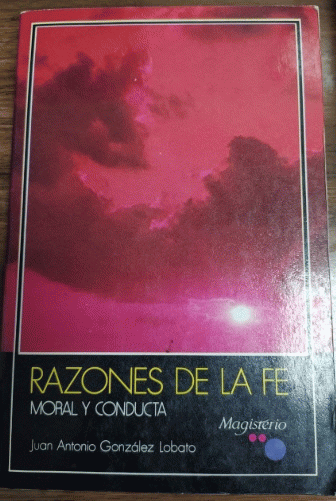 RAZONES DE LA FE
MORAL Y CONDUCTA
Magisterio
Juan Antonio González Lobato